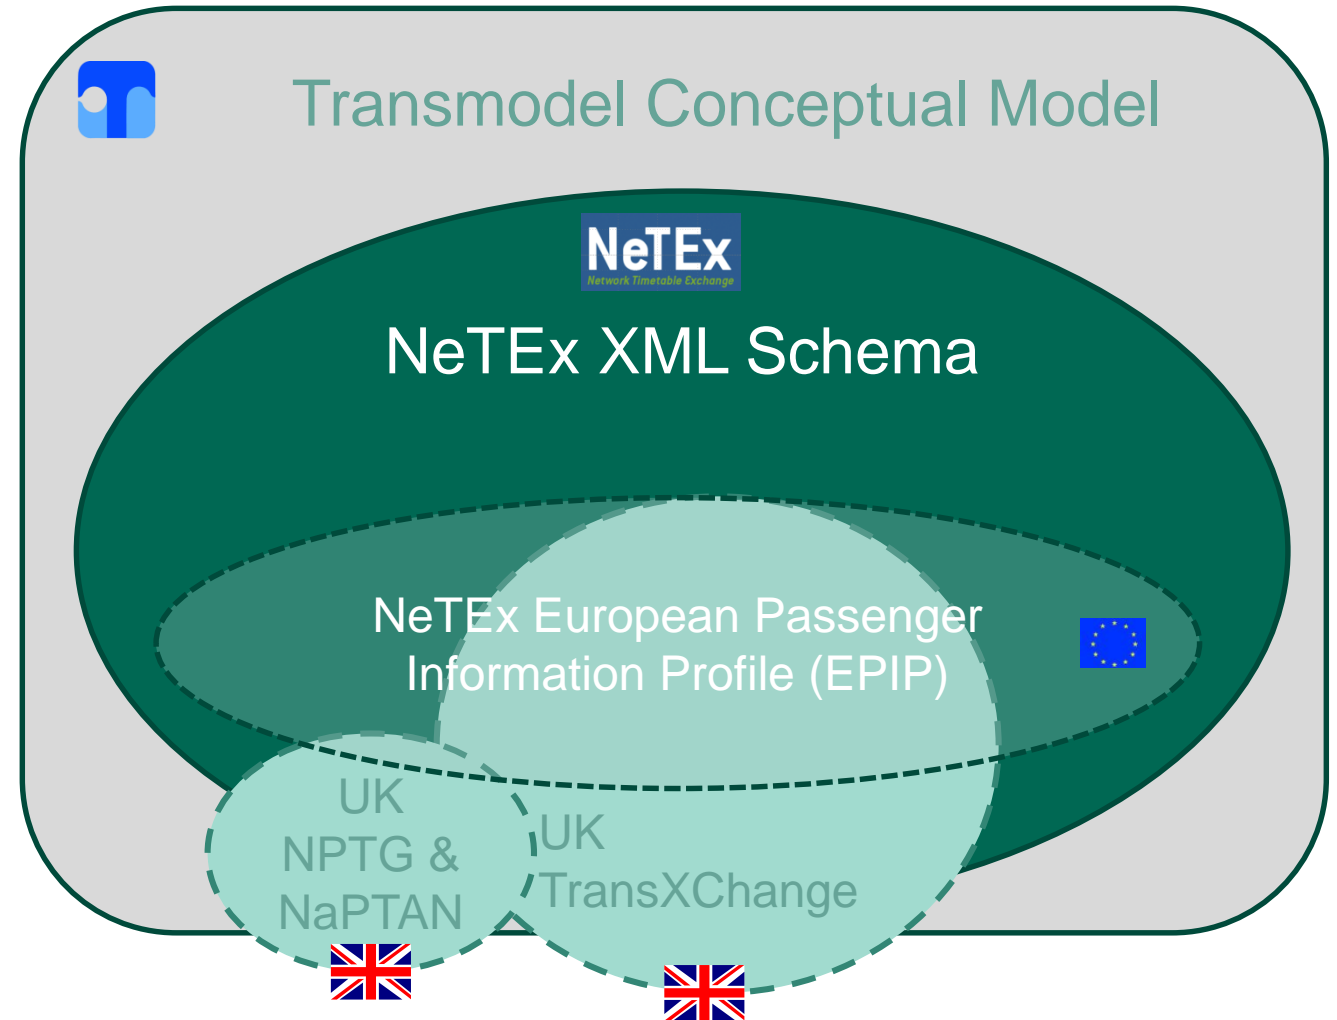 Transmodel Conceptual Model
NeTEx
Network Timetable Exchange
NeTEx XML Schema
NeTEx European Passenger
Information Profile (EPIP)
UK
NPTG &
NaPTAN
UK
TransXChange